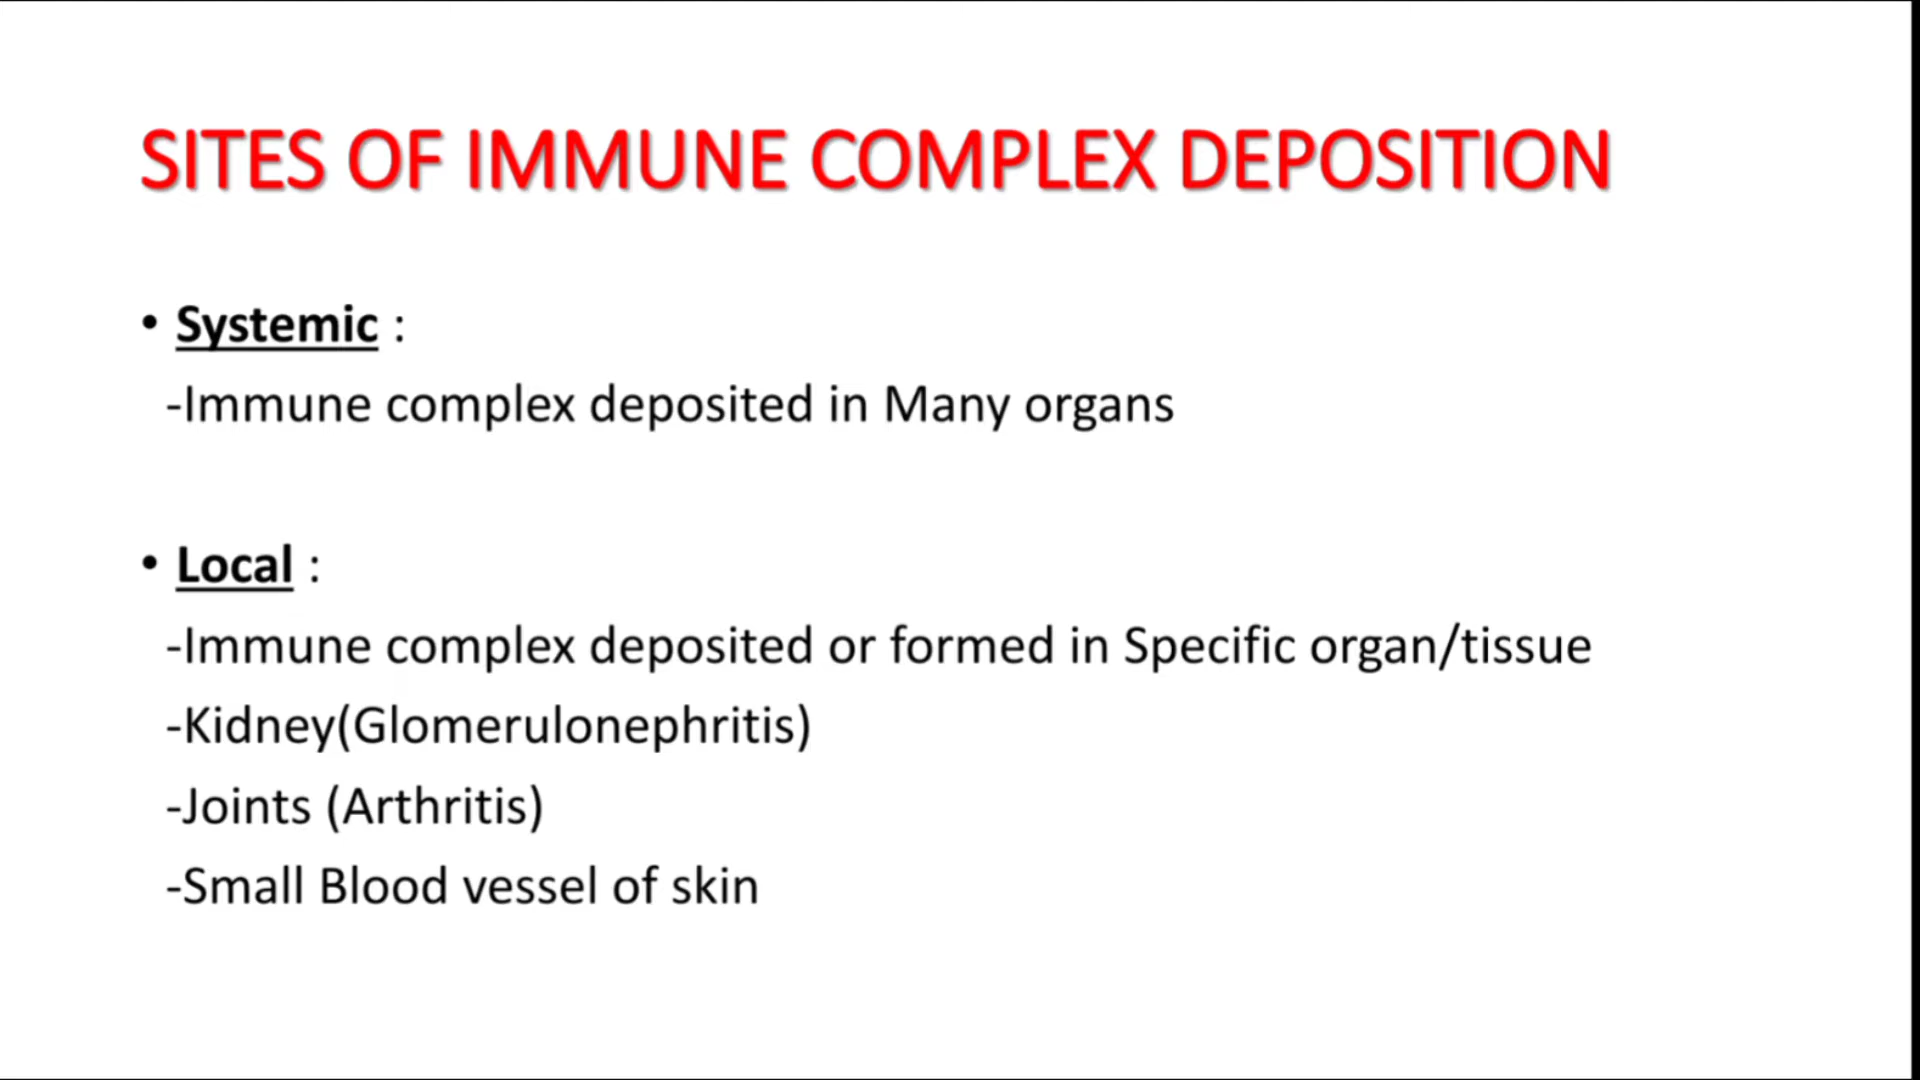 SITES OF IMMUNE COMPLEX DEPOSITION
• Systemic :
-Immune complex deposited in Many organs
• Local :
-Immune complex deposited or formed in Specific organ/tissue
-Kidney(Glomerulonephritis)
-Joints (Arthritis)
-Small Blood vessel of skin